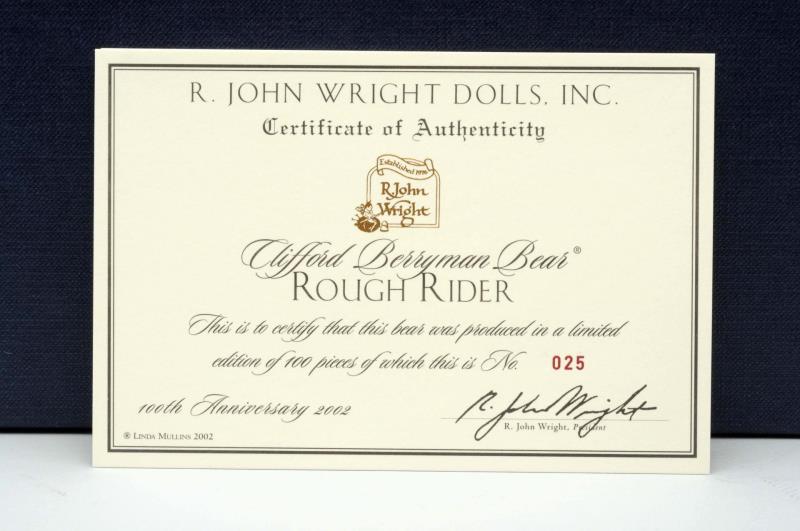 R. JOHN WRIGHT DOLLS, INC.
Certificate of Authenticity
Established 1976
R. John
Wright
Clifford Berryman Bear®
ROUGH RIDER
This is to certify that this bear was produced in a limited
edition of 100 pieces of which this is No. 025
100th Anniversary 2002
R. John Wright
R. John Wright, President
® LINDA MULLINS 2002